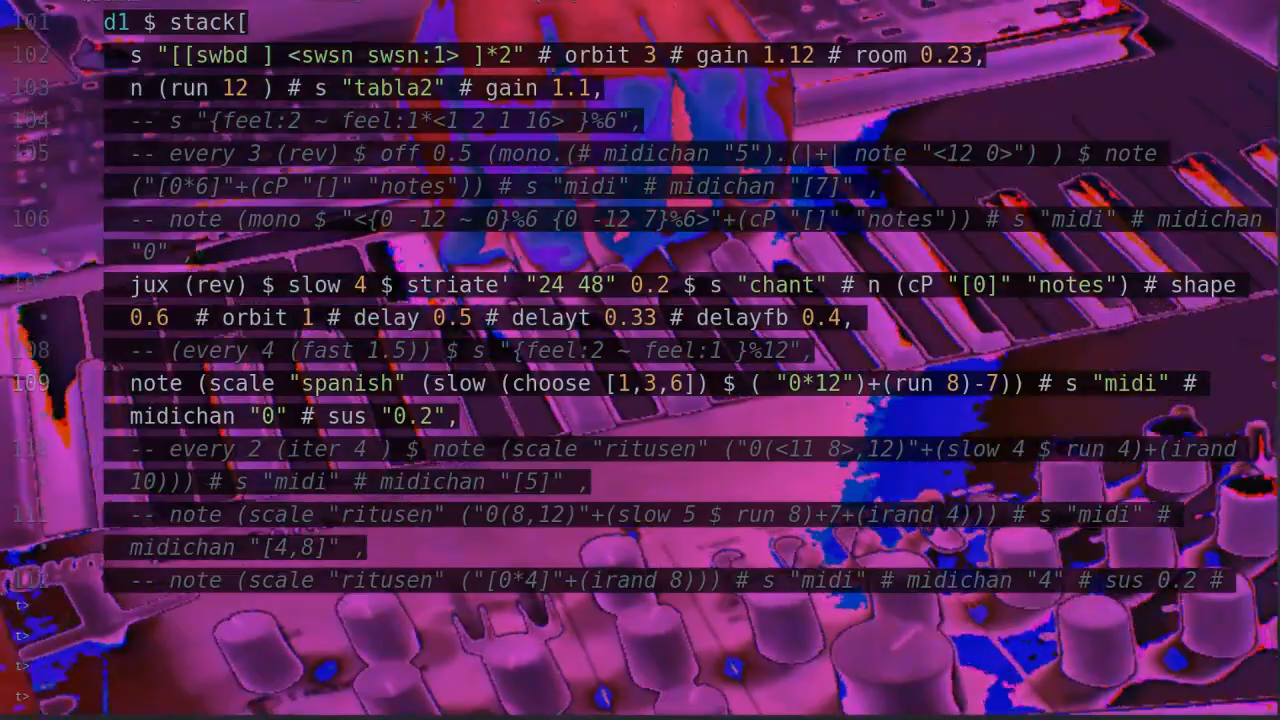 101 d1 $ stack[
102 s "[[swbd ] <swsn swsn:1> ]*2" # orbit 3 # gain 1.12 # room 0.23,
103 n (run 12 ) # s "tabla2" # gain 1.1,
104 -- s "{feel:2 ~ feel:1*<1 2 1 16> }%6",
105 -- every 3 (rev) $ off 0.5 (mono.(# midichan "5").(|+| note "<12 0>") ) $ note
("[0*6]"+(cP "[]" "notes")) # s "midi" # midichan "[7]" ,
106 -- note (mono $ "<{0 -12 ~ 0}%6 {0 -12 7}%6>"+(cP "[]" "notes")) # s "midi" # midichan
"0" ,
107 jux (rev) $ slow 4 $ striate' "24 48" 0.2 $ s "chant" # n (cP "[0]" "notes") # shape
0.6  # orbit 1 # delay 0.5 # delayt 0.33 # delayfb 0.4,
108 -- (every 4 (fast 1.5)) $ s "{feel:2 ~ feel:1 }%12",
109 note (scale "spanish" (slow (choose [1,3,6]) $ ( "0*12")+(run 8)-7)) # s "midi" #
midichan "0" # sus "0.2",
110 -- every 2 (iter 4 ) $ note (scale "ritusen" ("0(<11 8>,12)"+(slow 4 $ run 4)+(irand
10))) # s "midi" # midichan "[5]" ,
111 -- note (scale "ritusen" ("0(8,12)"+(slow 5 $ run 8)+7+(irand 4))) # s "midi" #
midichan "[4,8]" ,
-- note (scale "ritusen" ("[0*4]"+(irand 8))) # s "midi" # midichan "4" # sus 0.2 #
t>
t>
t>
t>